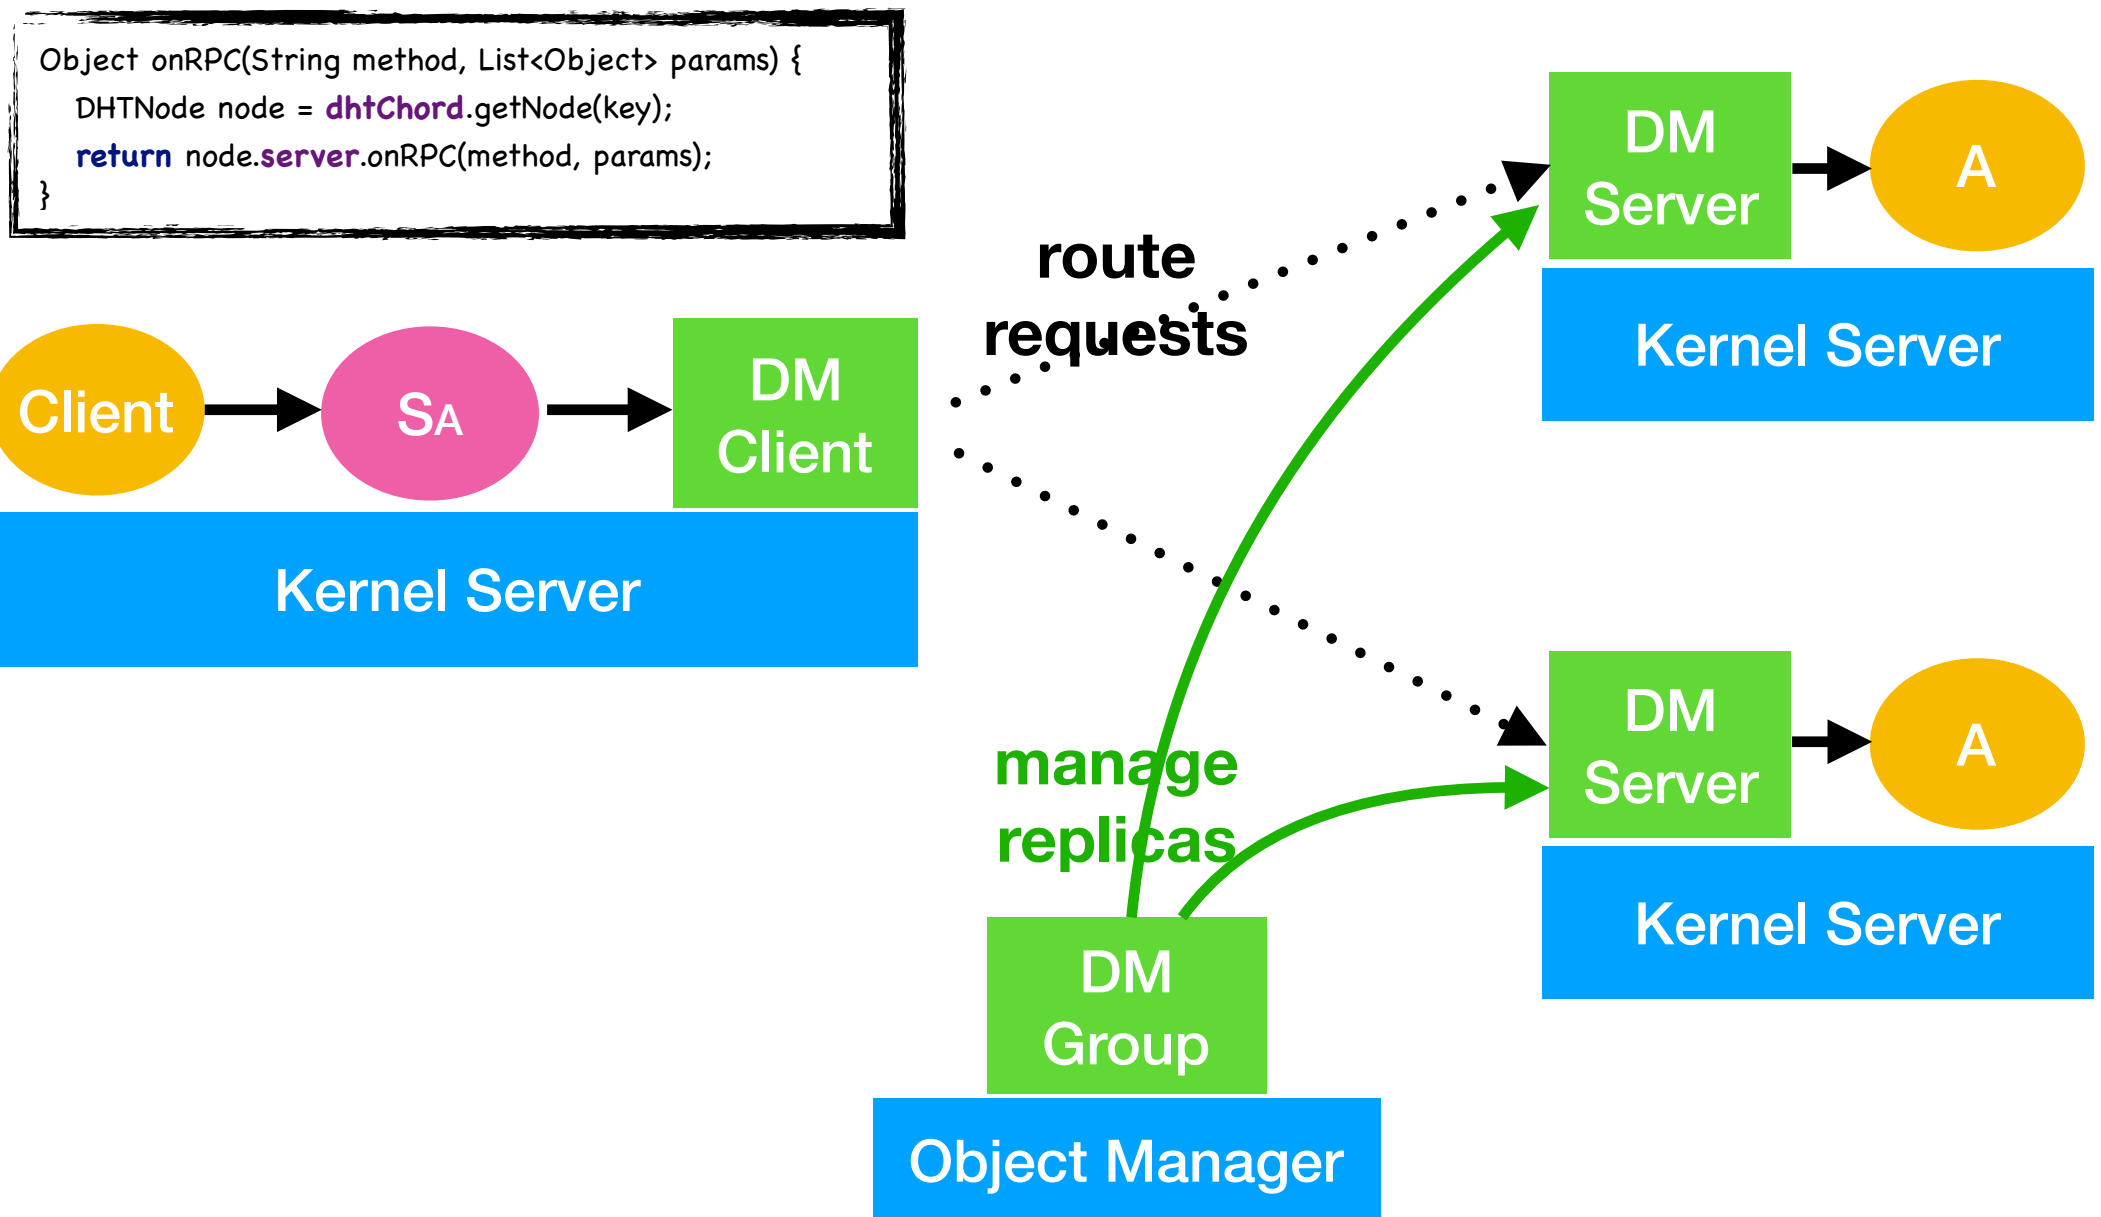 Object onRPC(String method, List<Object> params) {
DHTNode node = dhtChord.getNode(key);
return node.server.onRPC(method, params);
}
route
requests
DM
Server
A
Kernel Server
Client
SA
DM
Client
Kernel Server
manage
replicas
DM
Server
A
Kernel Server
DM
Group
Object Manager